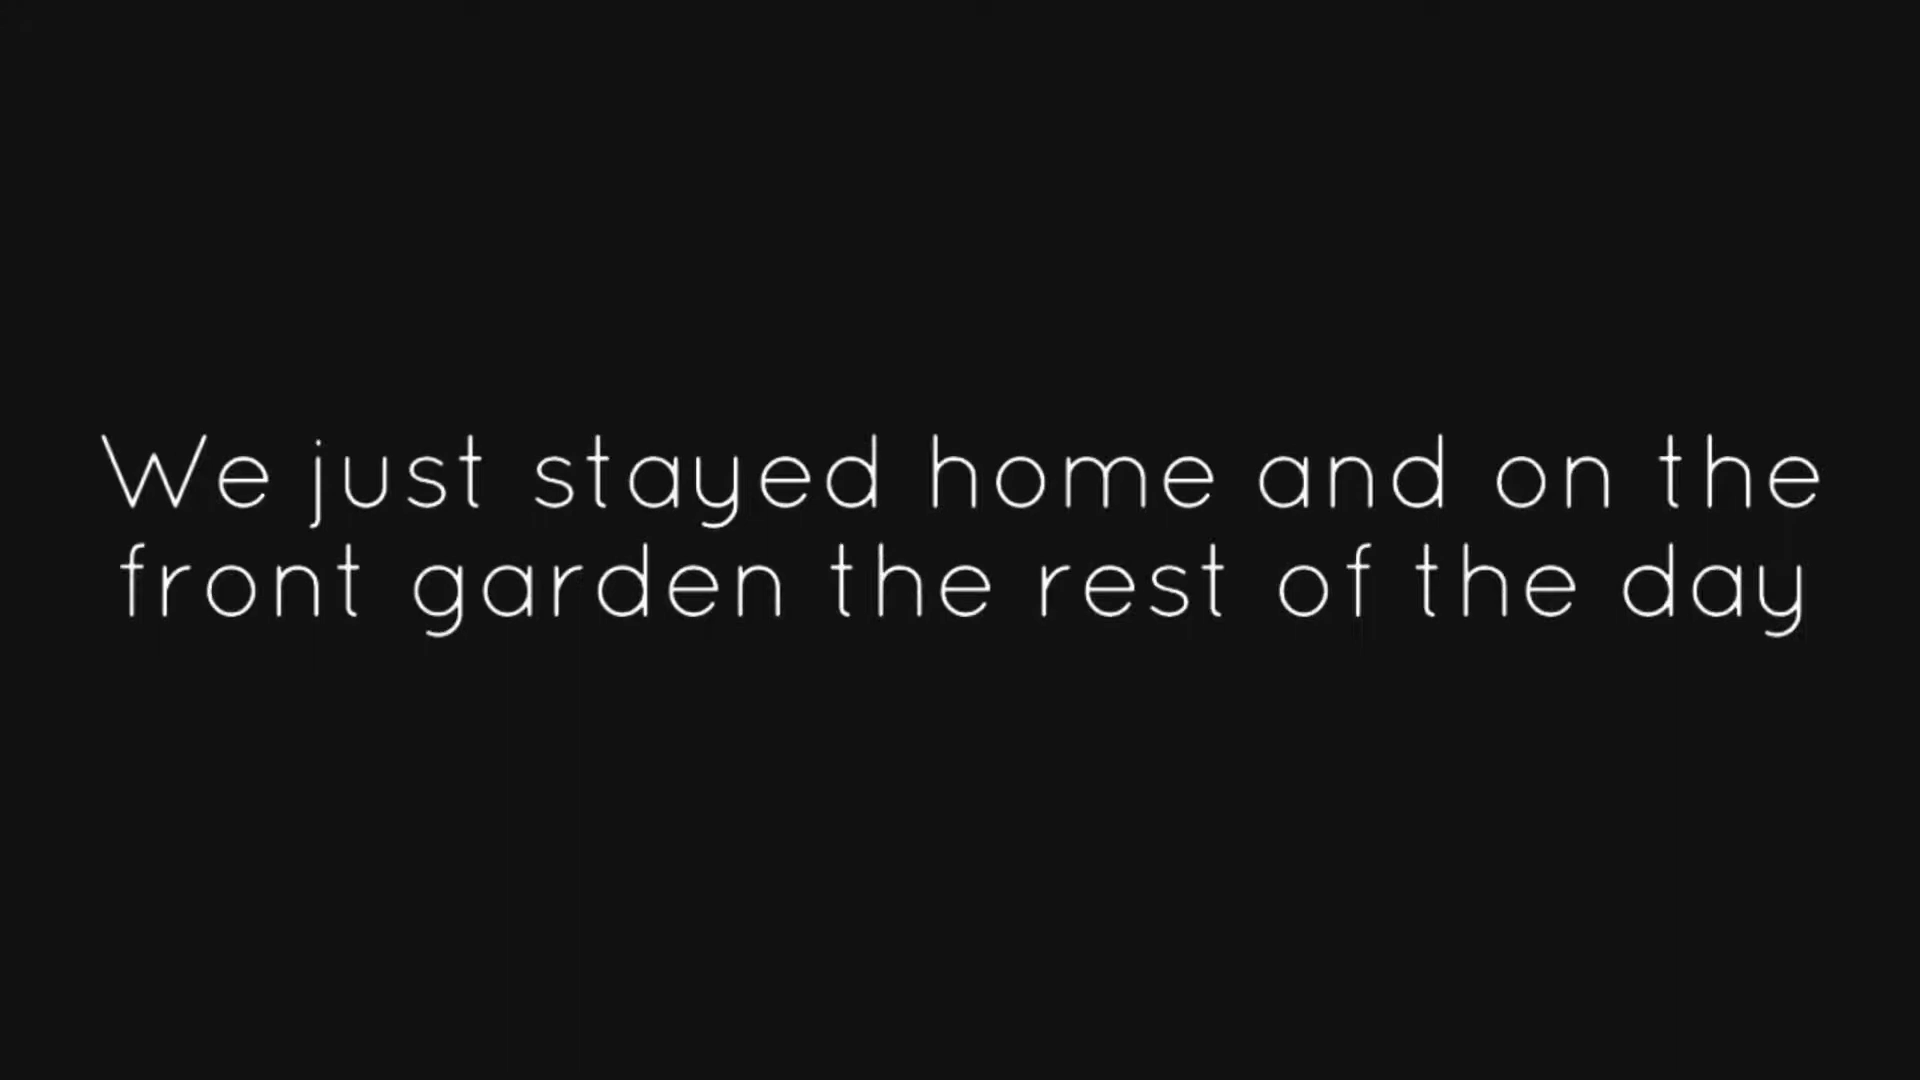 We just stayed home and on the
front garden the rest of the day